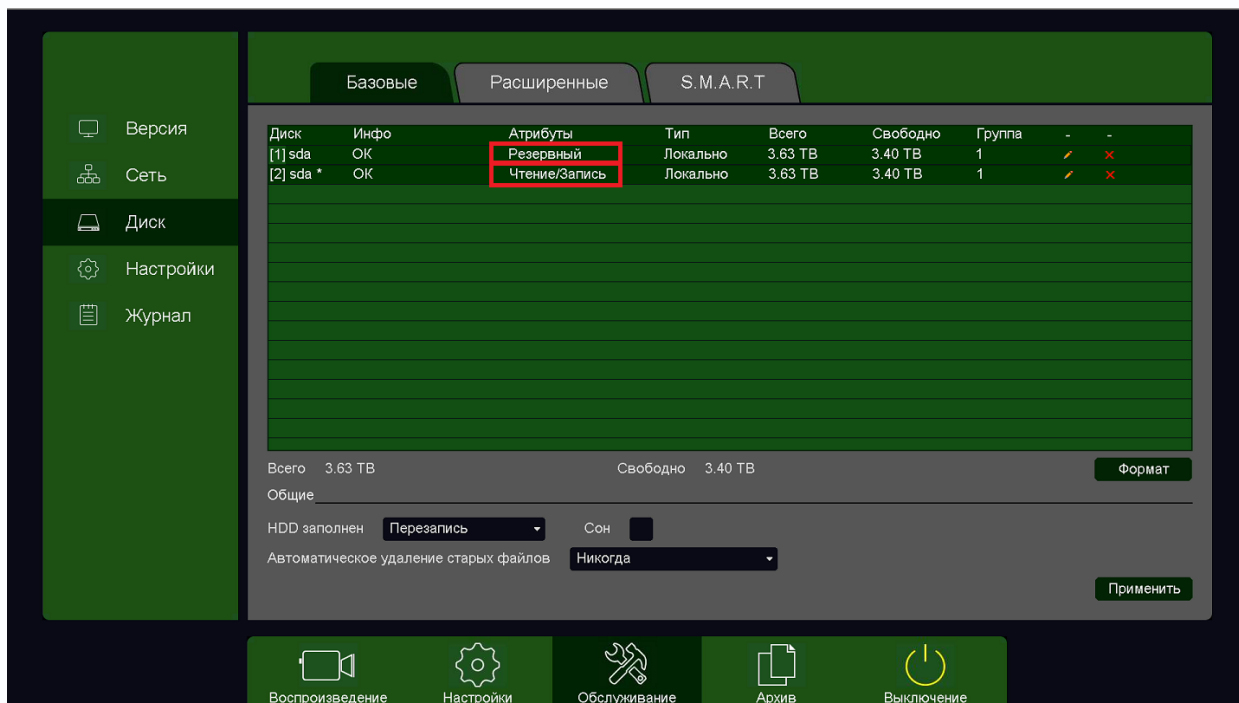 Базовые Расширенные S.M.A.R.T
Версия
Сеть
Диск
Настройки
Журнал
Диск Инфо Атрибуты Тип Всего Свободно Группа - -
[1] sda ОК Резервный Локально 3.63 TB 3.40 TB 1
[2] sda * ОК Чтение/Запись Локально 3.63 TB 3.40 TB 1
Всего 3.63 TB Свободно 3.40 TB Формат
Общие
HDD заполнен Перезапись Сон
Автоматическое удаление старых файлов Никогда
Применить
Воспроизведение Настройки Обслуживание Архив Выключение